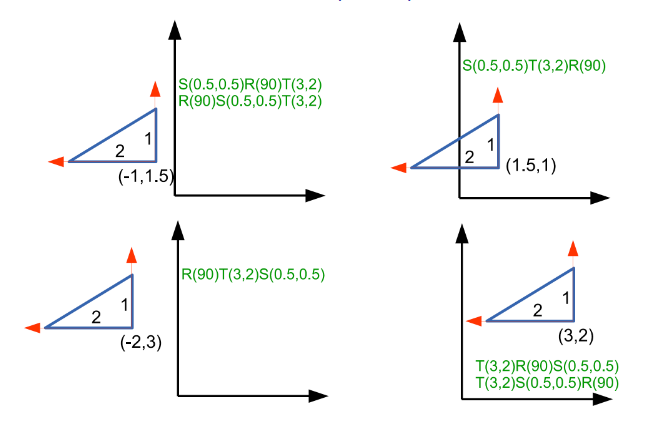 S(0.5,0.5)R(90)T(3,2)
R(90)S(0.5,0.5)T(3,2)
1
2
(-1,1.5)
S(0.5,0.5)T(3,2)R(90)
1
2
(1.5,1)
R(90)T(3,2)S(0.5,0.5)
1
2
(-2,3)
1
2
(3,2)
T(3,2)R(90)S(0.5,0.5)
T(3,2)S(0.5,0.5)R(90)